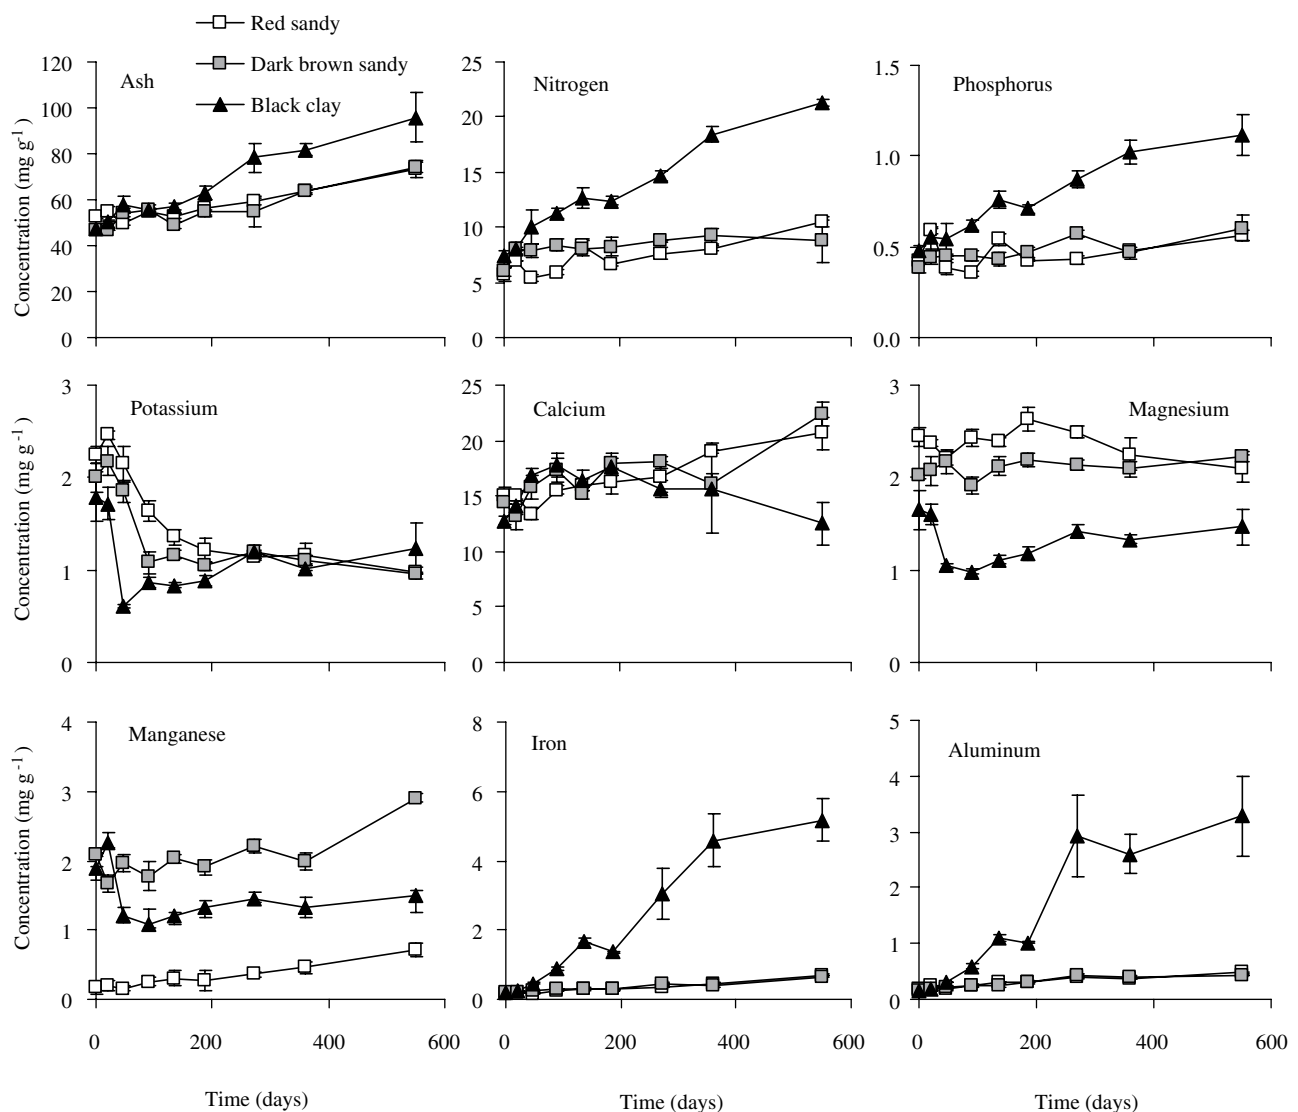 Red sandy
Dark brown sandy
Black clay
Ash
120
100
80
60
40
20
0
Concentration (mg g-1)
Nitrogen
25
20
15
10
5
0
Phosphorus
1.5
1.0
0.5
0.0
Potassium
3
2
1
0
Concentration (mg g-1)
Calcium
25
20
15
10
5
0
Magnesium
3
2
1
0
Manganese
4
3
2
1
0
Concentration (mg g-1)
0 200 400 600
Time (days)
Iron
8
6
4
2
0
0 200 400 600
Time (days)
Aluminum
5
4
3
2
1
0
0 200 400 600
Time (days)